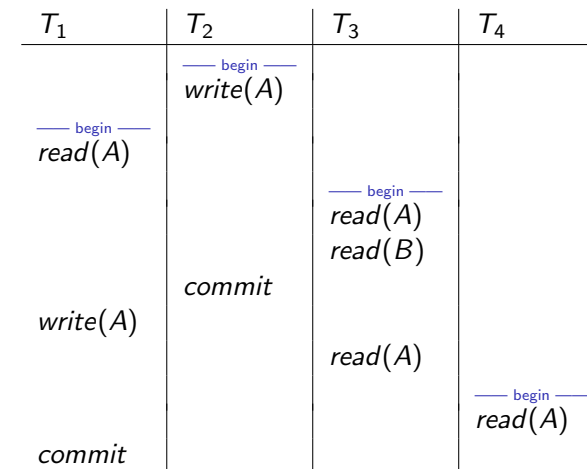 T₁ T₂ T₃ T₄
begin
write(A)
begin
read(A)
begin
read(A)
read(B)
commit
write(A)
read(A)
begin
read(A)
commit